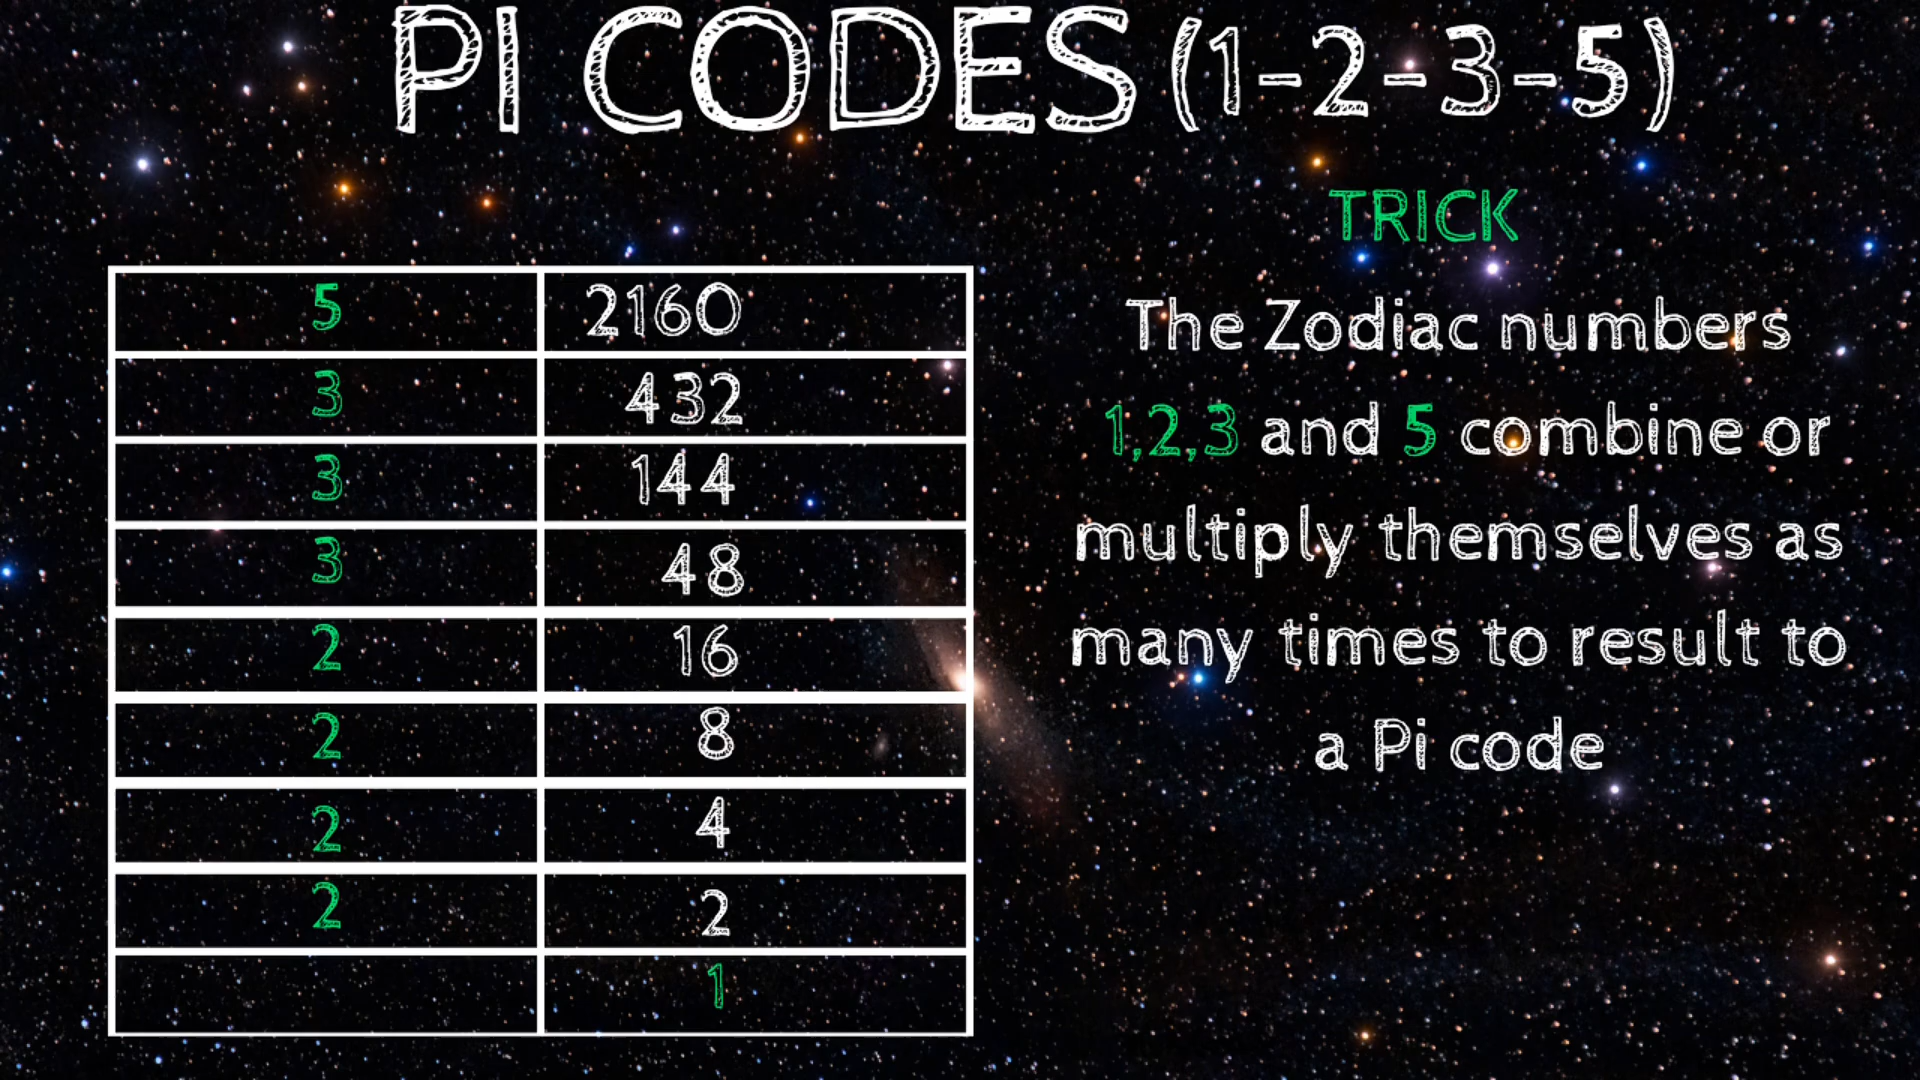 PI CODES (1-2-3-5)
TRICK
5 2160
3 432
3 144
3 48
2 16
2 8
2 4
2 2
1
The Zodiac numbers
1,2,3 and 5 combine or
multiply themselves as
many times to result to
a Pi code